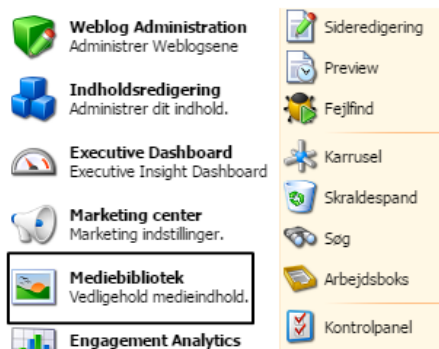 Weblog Administration
Administrer Weblogsene
Indholdsredigering
Administrer dit indhold.
Executive Dashboard
Executive Insight Dashboard
Marketing center
Marketing indstillinger.
Mediebibliotek
Vedligehold medieindhold.
Engagement Analytics
Sideredigering
Preview
Fejlfind
Karrusel
Skraldespand
Søg
Arbejdsboks
Kontrolpanel